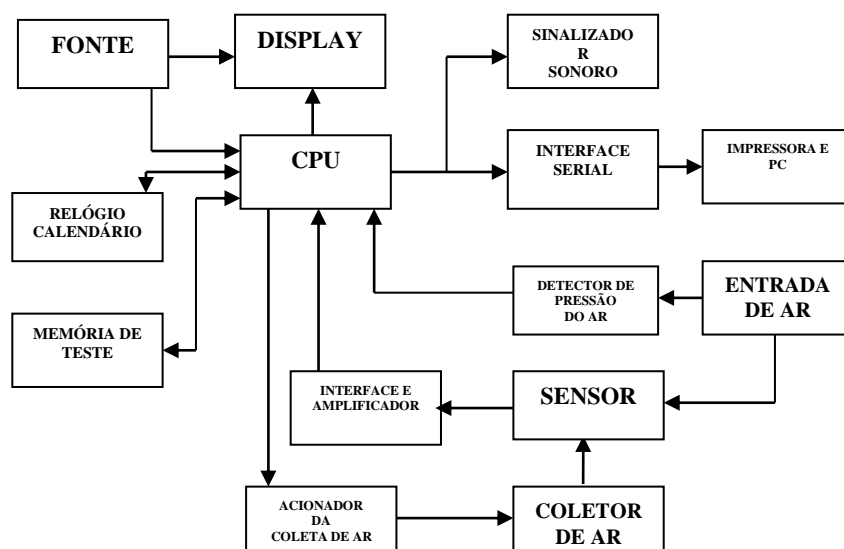 FONTE
DISPLAY
SINALIZADO
R
SONORO
CPU
INTERFACE
SERIAL
IMPRESSORA E
PC
RELÓGIO
CALENDÁRIO
DETECTOR DE
PRESSÃO
DO AR
ENTRADA
DE AR
MEMÓRIA DE
TESTE
INTERFACE E
AMPLIFICADOR
SENSOR
ACIONADOR
DA
COLETA DE AR
COLETOR
DE AR